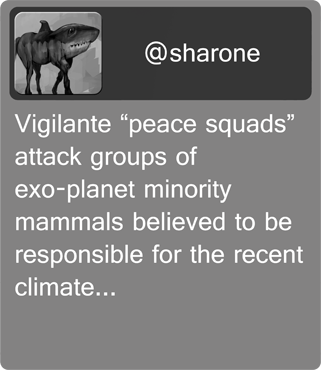 @sharone
Vigilante “peace squads”
attack groups of
exo-planet minority
mammals believed to be
responsible for the recent
climate...